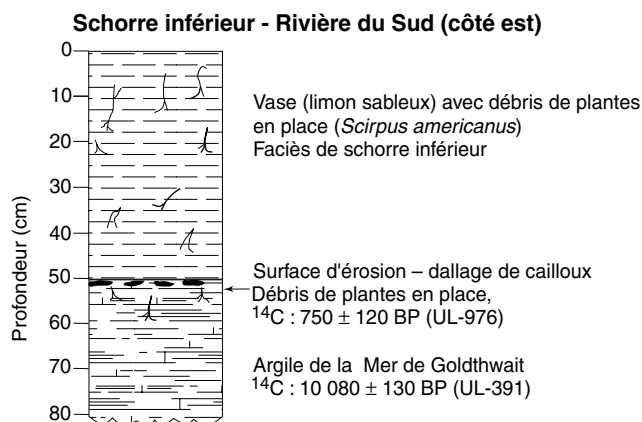 Schorre inférieur - Rivière du Sud (côté est)
0
10
20
30
40
50
60
70
80
Profondeur (cm)
Vase (limon sableux) avec débris de plantes
en place (Scirpus americanus)
Faciès de schorre inférieur
Surface d'érosion – dallage de cailloux
Débris de plantes en place,
¹⁴C : 750 ± 120 BP (UL-976)
Argile de la Mer de Goldthwait
¹⁴C : 10 080 ± 130 BP (UL-391)